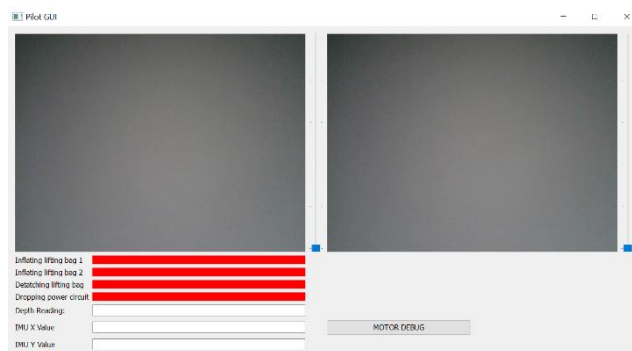 Pilot GUI
Inflating lifting bag 1
Inflating lifting bag 2
Detatching lifting bag
Dropping power circuit
Depth Reading:
IMU X Value
MOTOR DEBUG
IMU Y Value